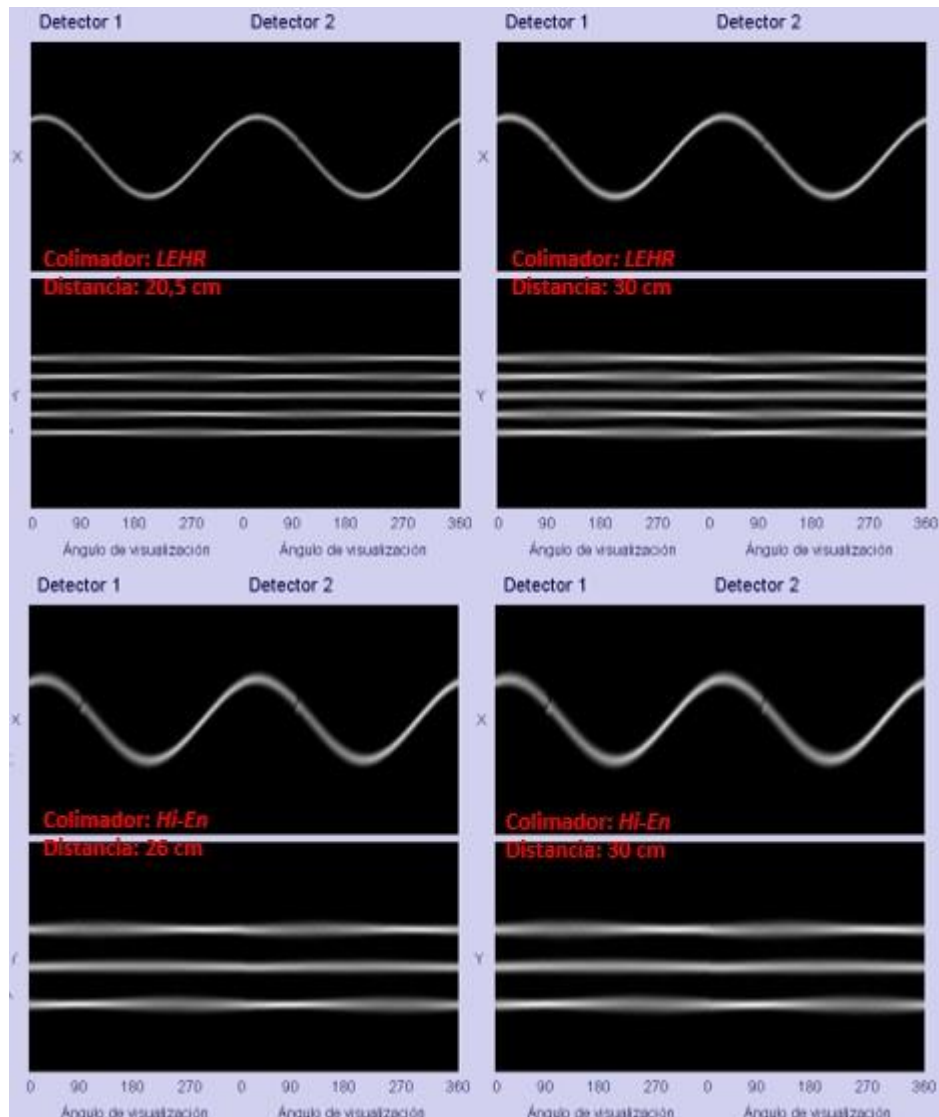 Detector 1 Detector 2 Detector 1 Detector 2
X X
Colimador: LEHR Colimador: LEHR
Distancia: 20,5 cm Distancia: 30 cm
Y Y
0 90 180 270 0 90 180 270 360 0 90 180 270 0 90 180 270 360
Ángulo de visualización Ángulo de visualización Ángulo de visualización Ángulo de visualización
Detector 1 Detector 2 Detector 1 Detector 2
X X
Colimador: Hi-En Colimador: Hi-En
Distancia: 26 cm Distancia: 30 cm
Y Y
0 90 180 270 0 90 180 270 360 0 90 180 270 0 90 180 270 360
Ángulo de visualización Ángulo de visualización Ángulo de visualización Ángulo de visualización